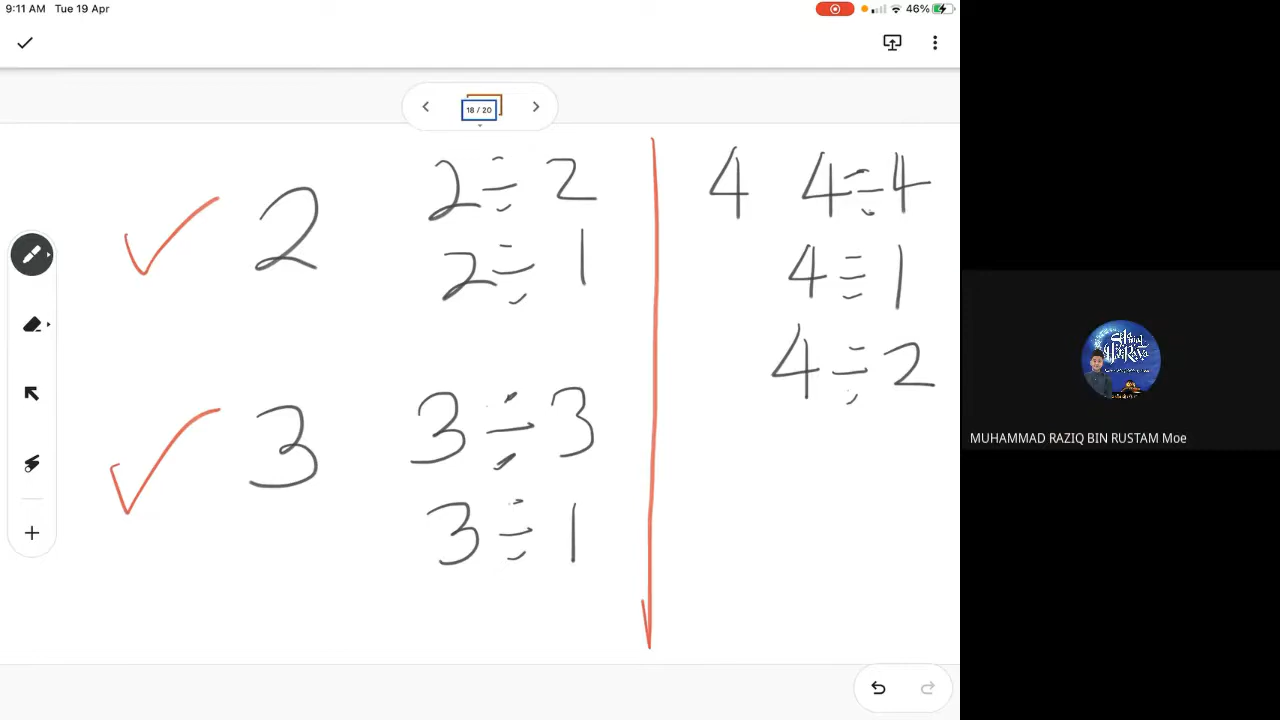 9:11 AM Tue 19 Apr
46%
18 / 20
2 2 ÷ 2
2 ÷ 1
3 3 ÷ 3
3 ÷ 1
4 4 ÷ 4
4 ÷ 1
4 ÷ 2
MUHAMMAD RAZIQ BIN RUSTAM Moe